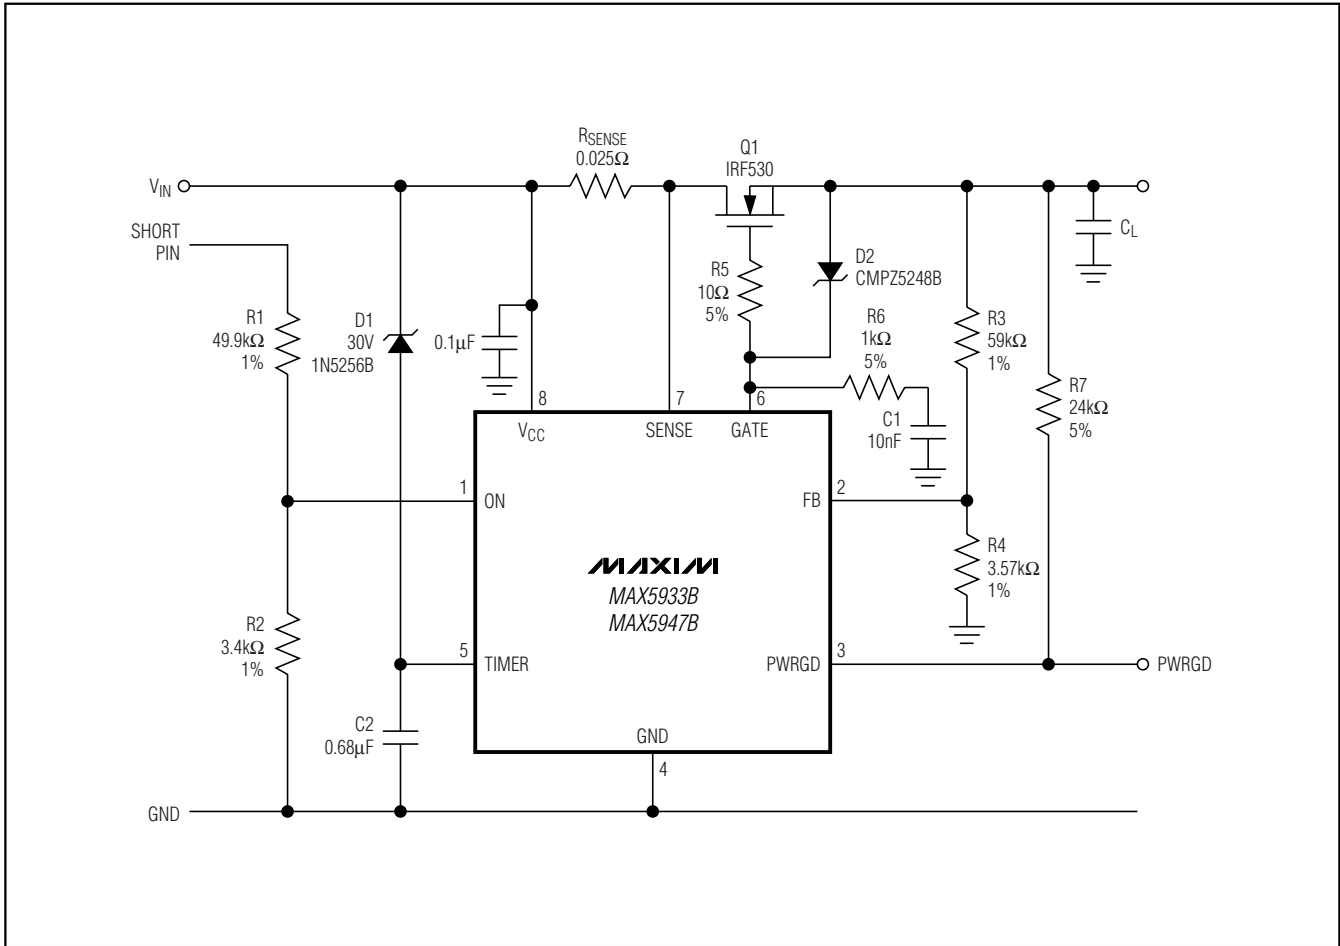 RSENSE
0.025Ω
Q1
IRF530
VIN
SHORT
PIN
CL
D2
CMPZ5248B
R5
10Ω
5%
R6
1kΩ
5%
R1
49.9kΩ
1%
D1
30V
1N5256B
0.1μF
R3
59kΩ
1%
R7
24kΩ
5%
8
7
6
C1
10nF
VCC
SENSE
GATE
1
ON
FB
2
MAXIM
MAX5933B
MAX5947B
R4
3.57kΩ
1%
R2
3.4kΩ
1%
5
TIMER
PWRGD
3
PWRGD
C2
0.68μF
GND
4
GND